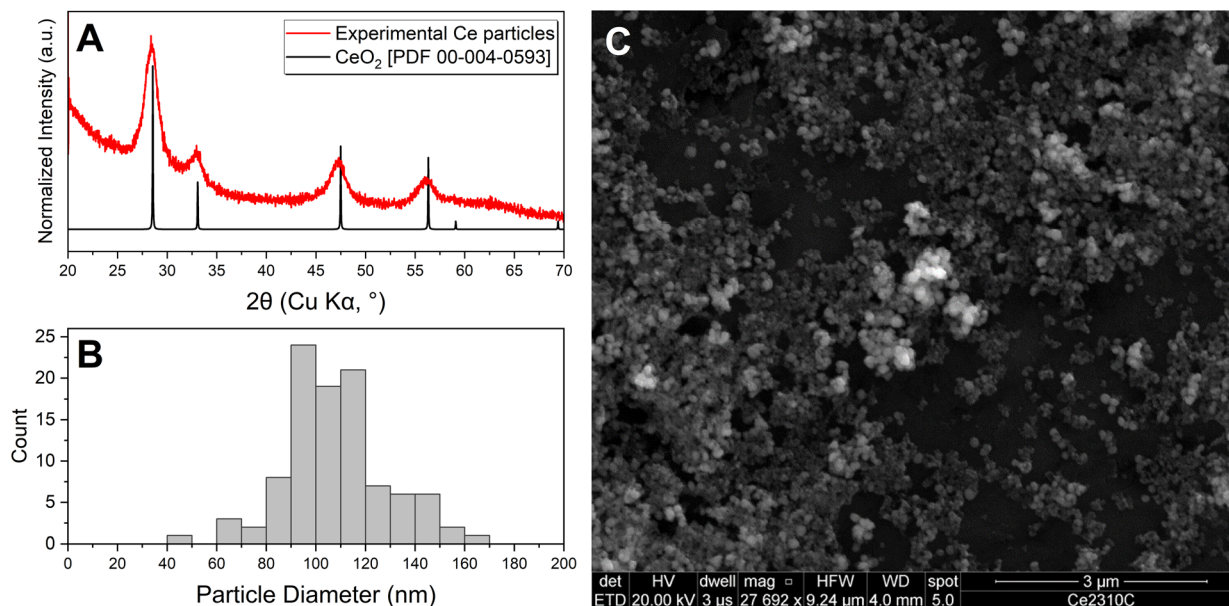 A
Experimental Ce particles
CeO₂ [PDF 00-004-0593]
Normalized Intensity (a.u.)
20 25 30 35 40 45 50 55 60 65 70
2θ (Cu Kα, °)
B
25
20
15
10
5
0
Count
0 20 40 60 80 100 120 140 160 180 200
Particle Diameter (nm)
C
det HV dwell mag □ HFW WD spot 3 µm
ETD 20.00 kV 3 µs 27 692 x 9.24 µm 4.0 mm 5.0 Ce2310C